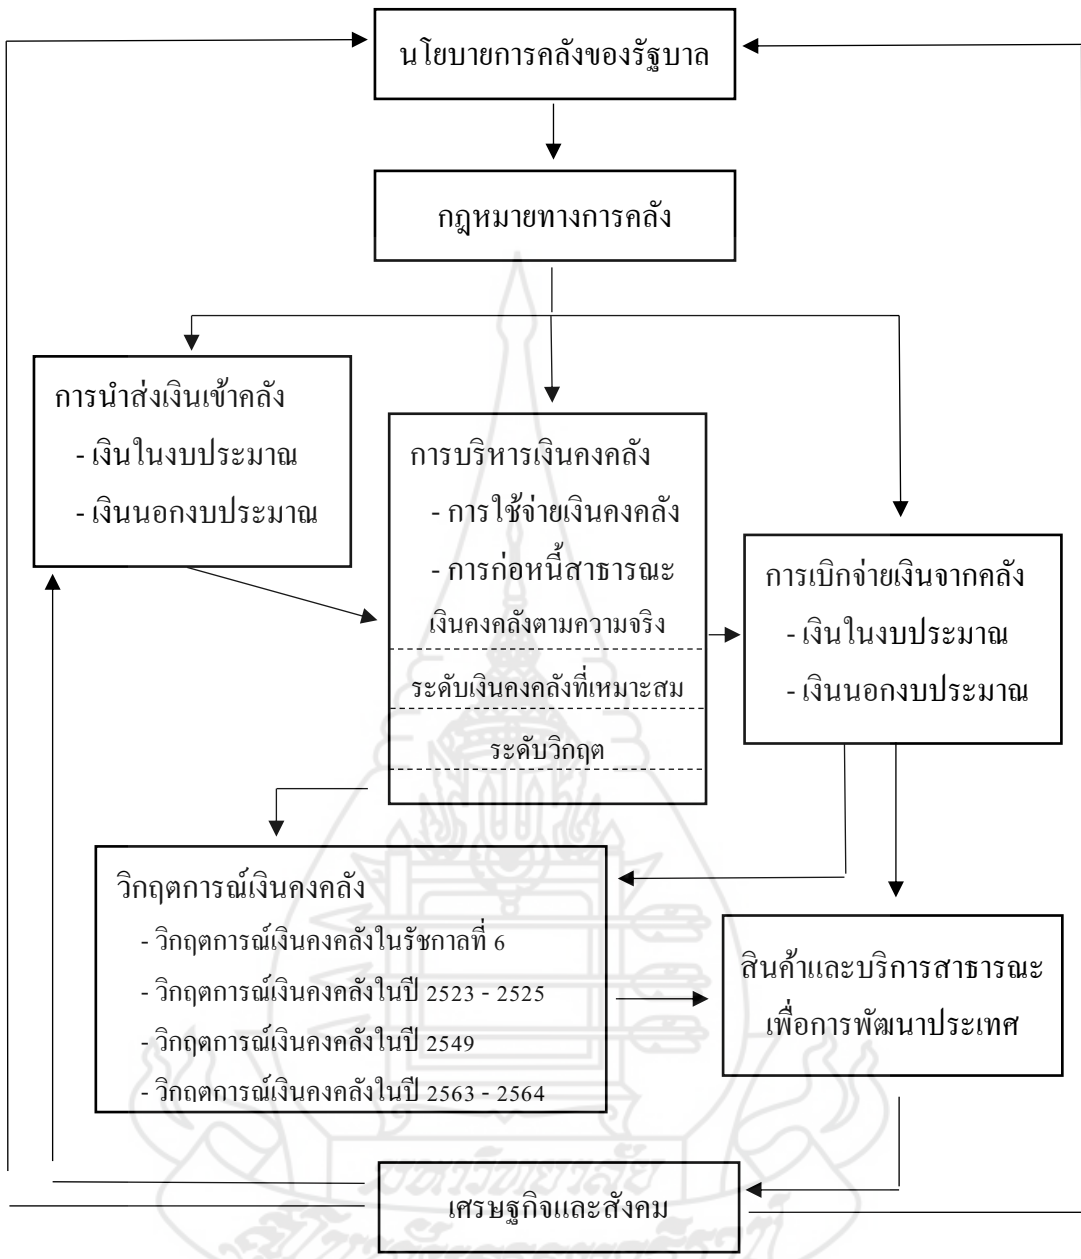 นโยบายการคลังของรัฐบาล
กฎหมายทางการคลัง
การนำส่งเงินเข้าคลัง
- เงินในงบประมาณ
- เงินนอกงบประมาณ
การบริหารเงินคงคลัง
- การใช้จ่ายเงินคงคลัง
- การก่อหนี้สาธารณะ
เงินคงคลังตามความจริง
ระดับเงินคงคลังที่เหมาะสม
ระดับวิกฤต
การเบิกจ่ายเงินจากคลัง
- เงินในงบประมาณ
- เงินนอกงบประมาณ
วิกฤตการณ์เงินคงคลัง
- วิกฤตการณ์เงินคงคลังในรัชกาลที่ 6
- วิกฤตการณ์เงินคงคลังในปี 2523 - 2525
- วิกฤตการณ์เงินคงคลังในปี 2549
- วิกฤตการณ์เงินคงคลังในปี 2563 - 2564
สินค้าและบริการสาธารณะ
เพื่อการพัฒนาประเทศ
เศรษฐกิจและสังคม